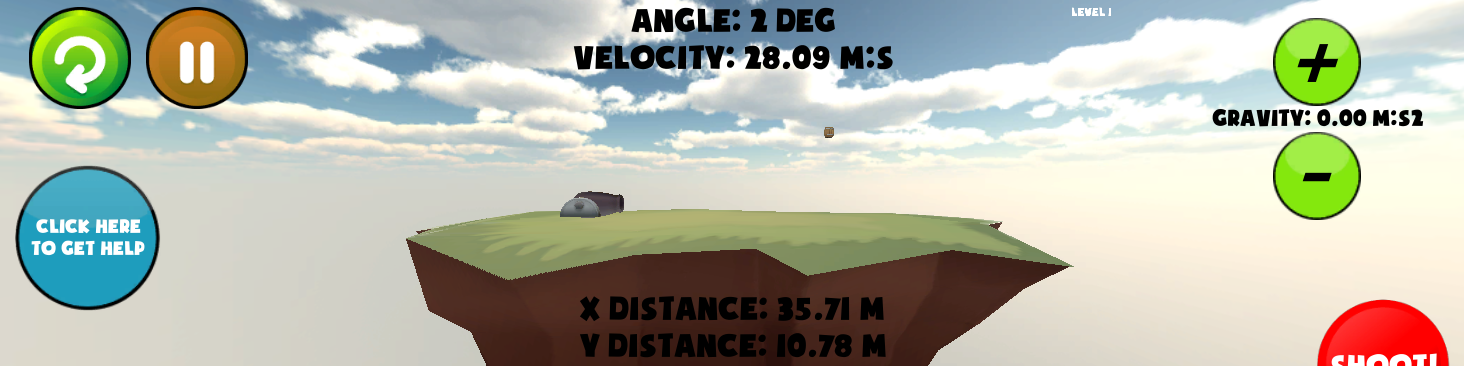 ANGLE: 2 DEG
VELOCITY: 28.09 M:S
LEVEL 1
+
GRAVITY: 0.00 M:S2
-
CLICK HERE
TO GET HELP
X DISTANCE: 35.71 M
Y DISTANCE: 10.78 M
SHOOT!